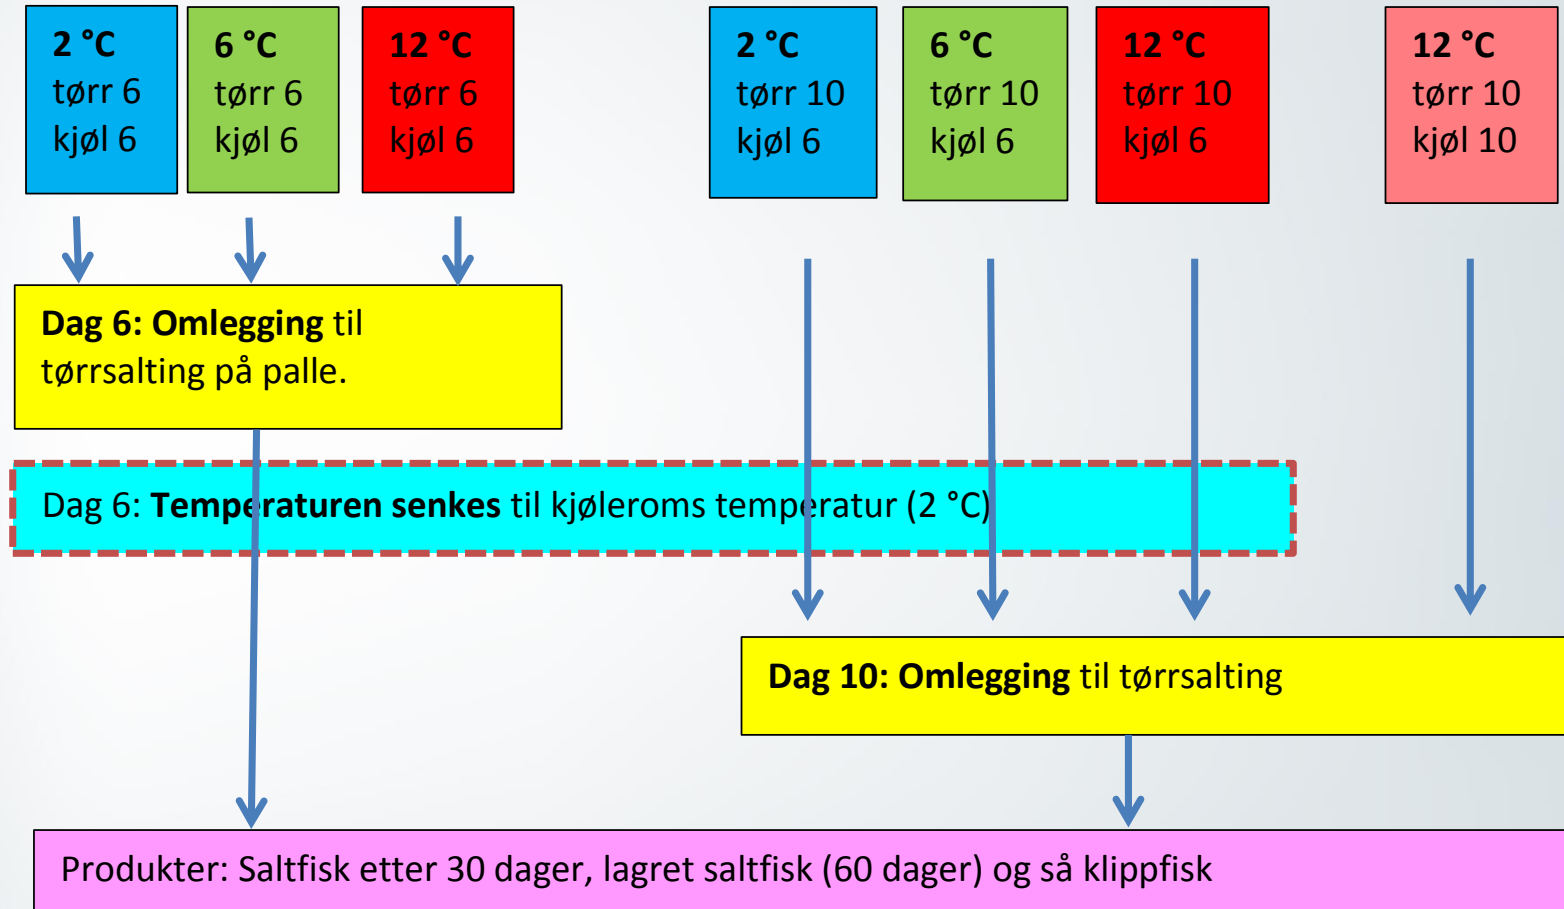 2 °C
tørr 6
kjøl 6
6 °C
tørr 6
kjøl 6
12 °C
tørr 6
kjøl 6
2 °C
tørr 10
kjøl 6
6 °C
tørr 10
kjøl 6
12 °C
tørr 10
kjøl 6
12 °C
tørr 10
kjøl 10
Dag 6: Omlegging til
tørrsalting på palle.
Dag 6: Temperaturen senkes til kjøleroms temperatur (2 °C)
Dag 10: Omlegging til tørrsalting
Produkter: Saltfisk etter 30 dager, lagret saltfisk (60 dager) og så klippfisk